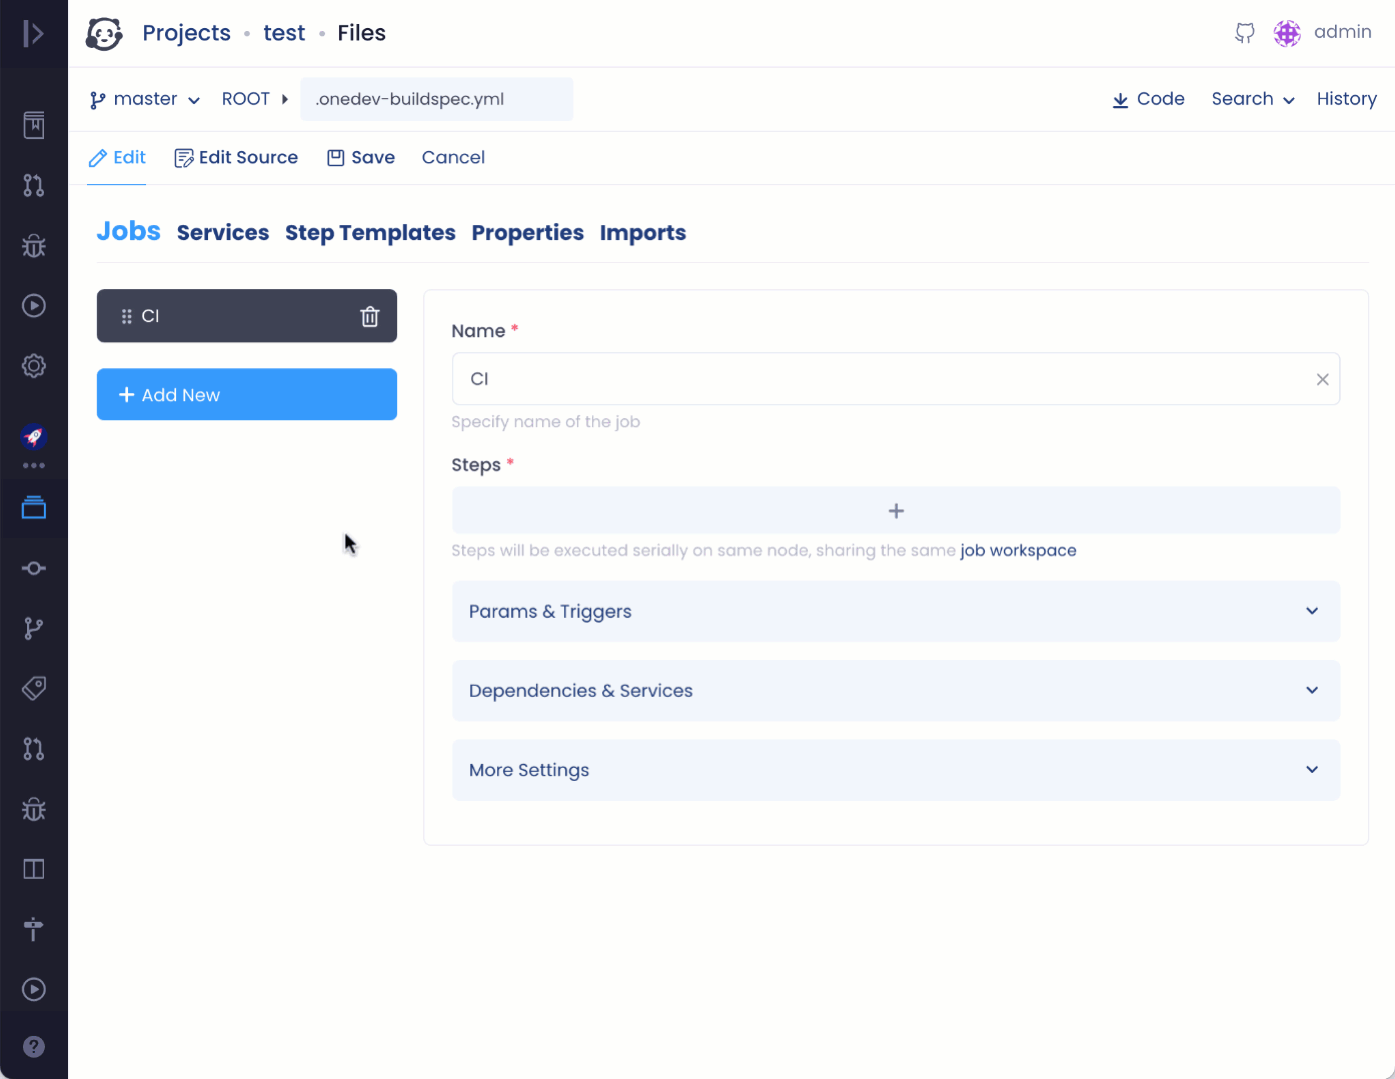 Projects • test • Files
admin
master ROOT .onedev-buildspec.yml
Code Search History
Edit Edit Source Save Cancel
Jobs Services Step Templates Properties Imports
CI
Add New
Name *
CI
Specify name of the job
Steps *
+
Steps will be executed serially on same node, sharing the same job workspace
Params & Triggers
Dependencies & Services
More Settings